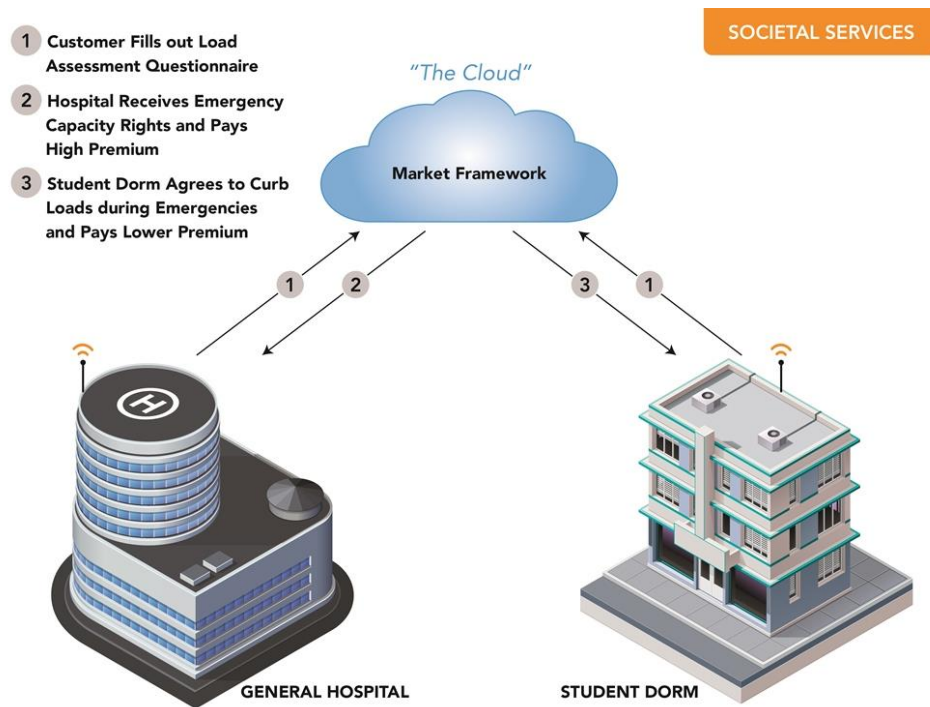 SOCIETAL SERVICES
1 Customer Fills out Load
Assessment Questionnaire
2 Hospital Receives Emergency
Capacity Rights and Pays
High Premium
3 Student Dorm Agrees to Curb
Loads during Emergencies
and Pays Lower Premium
"The Cloud"
Market Framework
1
2
3
1
H
GENERAL HOSPITAL
STUDENT DORM